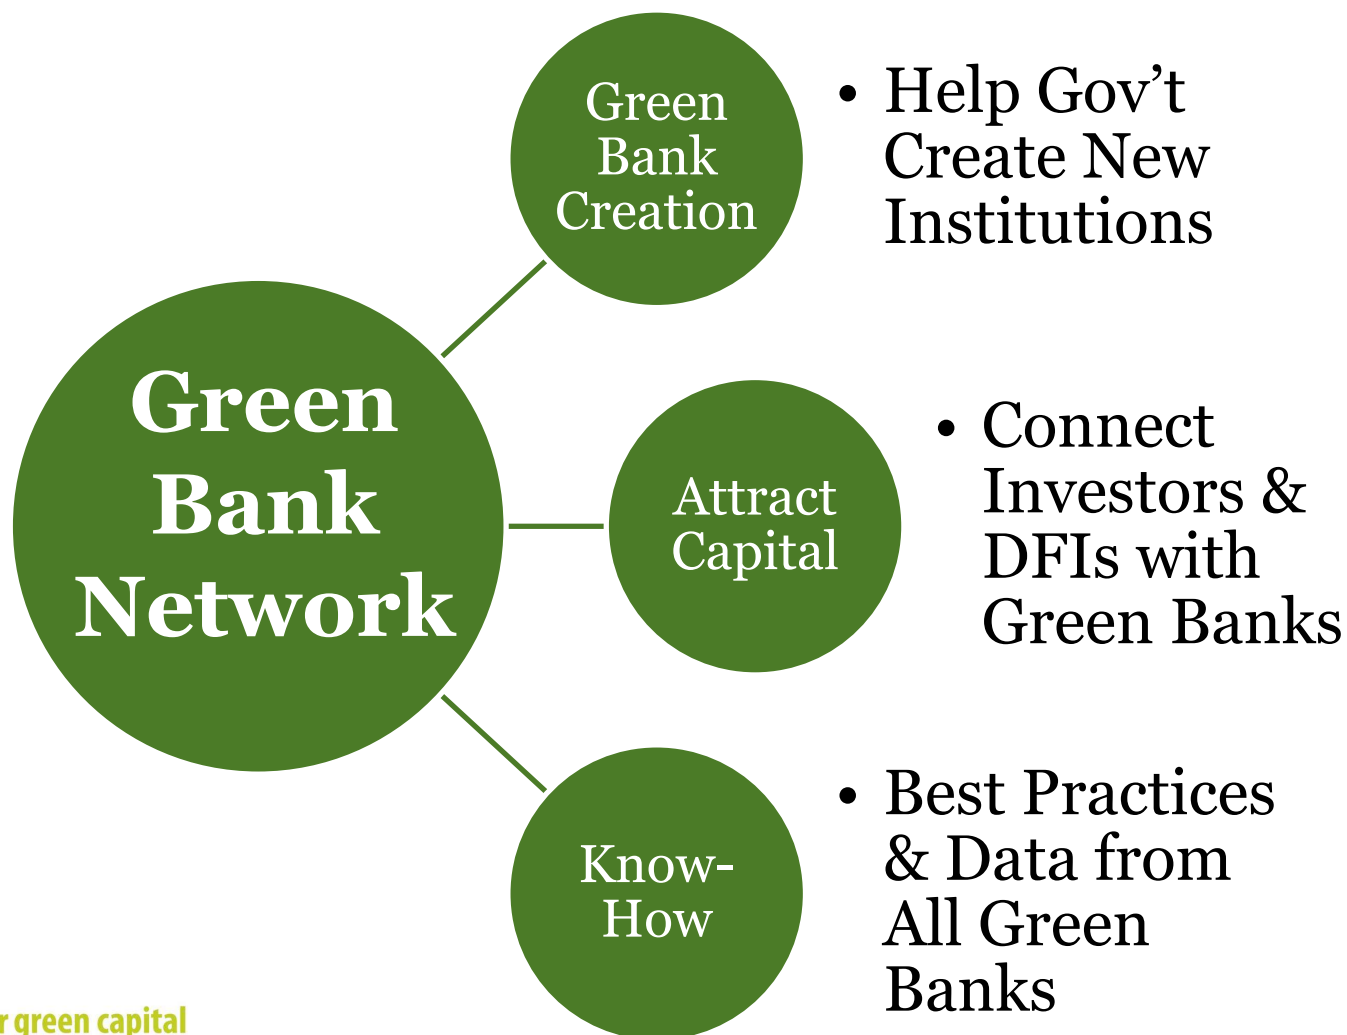 Green
Bank
Creation
• Help Gov't
Create New
Institutions
Green
Bank
Network
Attract
Capital
• Connect
Investors &
DFIs with
Green Banks
Know-
How
• Best Practices
& Data from
All Green
Banks
green capital